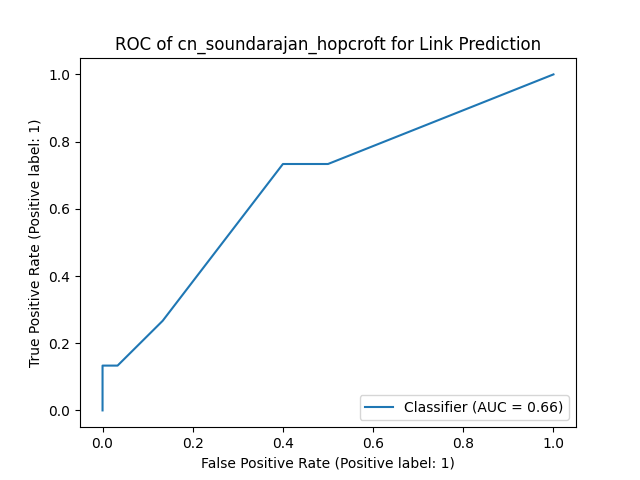 ROC of cn_soundarajan_hopcroft for Link Prediction
True Positive Rate (Positive label: 1)
1.0
0.8
0.6
0.4
0.2
0.0
Classifier (AUC = 0.66)
0.0 0.2 0.4 0.6 0.8 1.0
False Positive Rate (Positive label: 1)